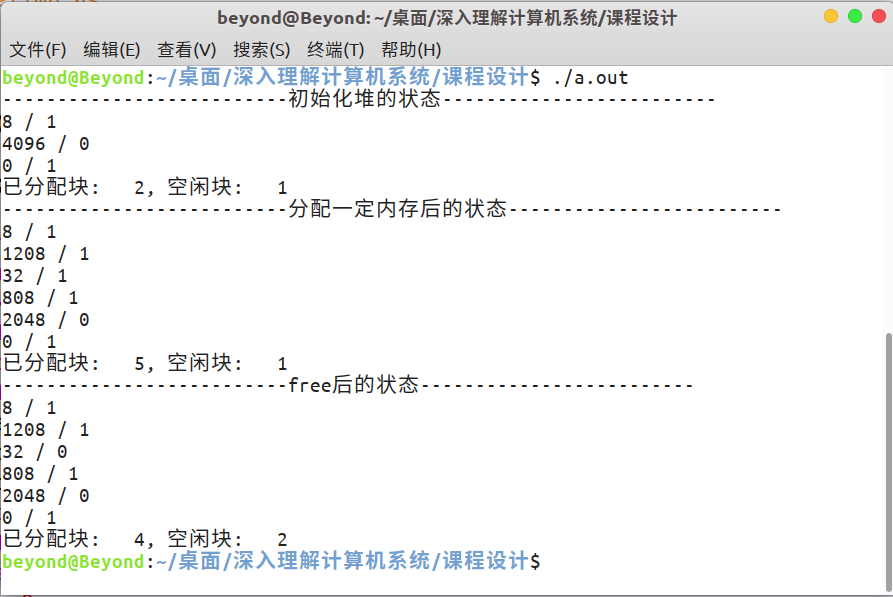 beyond@Beyond: ~/桌面/深入理解计算机系统/课程设计
文件(F) 编辑(E) 查看(V) 搜索(S) 终端(T) 帮助(H)
beyond@Beyond:~/桌面/深入理解计算机系统/课程设计$ ./a.out
--------------------------初始化堆的状态-------------------------
8 / 1
4096 / 0
0 / 1
已分配块:   2, 空闲块:   1
--------------------------分配一定内存后的状态-------------------------
8 / 1
1208 / 1
32 / 1
808 / 1
2048 / 0
0 / 1
已分配块:   5, 空闲块:   1
--------------------------free后的状态-------------------------
8 / 1
1208 / 1
32 / 0
808 / 1
2048 / 0
0 / 1
已分配块:   4, 空闲块:   2
beyond@Beyond:~/桌面/深入理解计算机系统/课程设计$